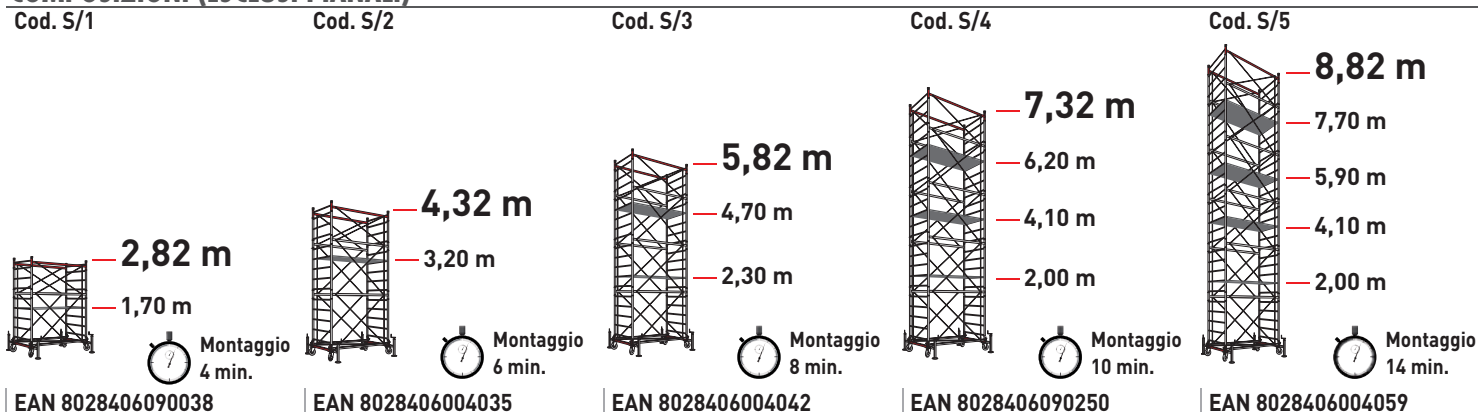 COMPOSIZIONI (ESCLUSI PIANALI)
Cod. S/1
2,82 m
1,70 m
Montaggio
4 min.
EAN 8028406090038
Cod. S/2
4,32 m
3,20 m
Montaggio
6 min.
EAN 8028406004035
Cod. S/3
5,82 m
4,70 m
2,30 m
Montaggio
8 min.
EAN 8028406004042
Cod. S/4
7,32 m
6,20 m
4,10 m
2,00 m
Montaggio
10 min.
EAN 8028406090250
Cod. S/5
8,82 m
7,70 m
5,90 m
4,10 m
2,00 m
Montaggio
14 min.
EAN 8028406004059